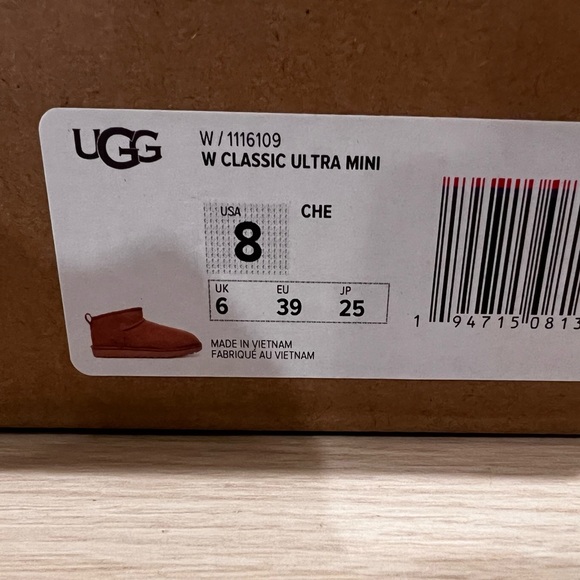 UGG
W / 1116109
W CLASSIC ULTRA MINI
USA
8
CHE
UK EU JP
6 39 25
MADE IN VIETNAM
FABRIQUÉ AU VIETNAM
1 94715 0813